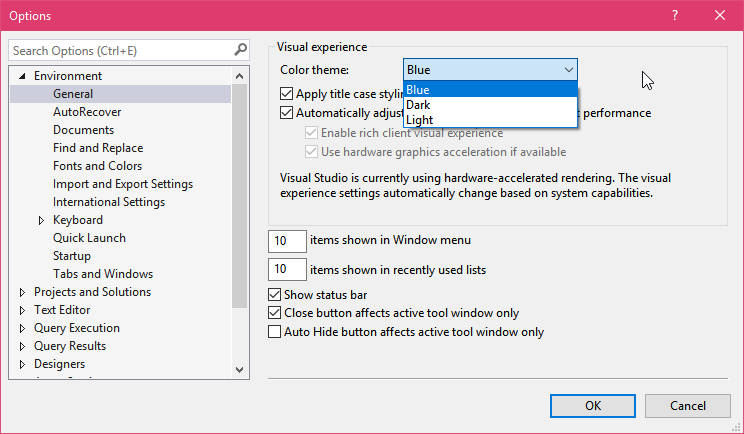 Options
?
Search Options (Ctrl+E)
Environment
General
AutoRecover
Documents
Find and Replace
Fonts and Colors
Import and Export Settings
International Settings
Keyboard
Quick Launch
Startup
Tabs and Windows
Projects and Solutions
Text Editor
Query Execution
Query Results
Designers
Visual experience
Color theme: Blue
Blue
Dark
Light
Apply title case stylin
Automatically adjust performance
Enable rich client visual experience
Use hardware graphics acceleration if available
Visual Studio is currently using hardware-accelerated rendering. The visual
experience settings automatically change based on system capabilities.
10 items shown in Window menu
10 items shown in recently used lists
Show status bar
Close button affects active tool window only
Auto Hide button affects active tool window only
OK Cancel